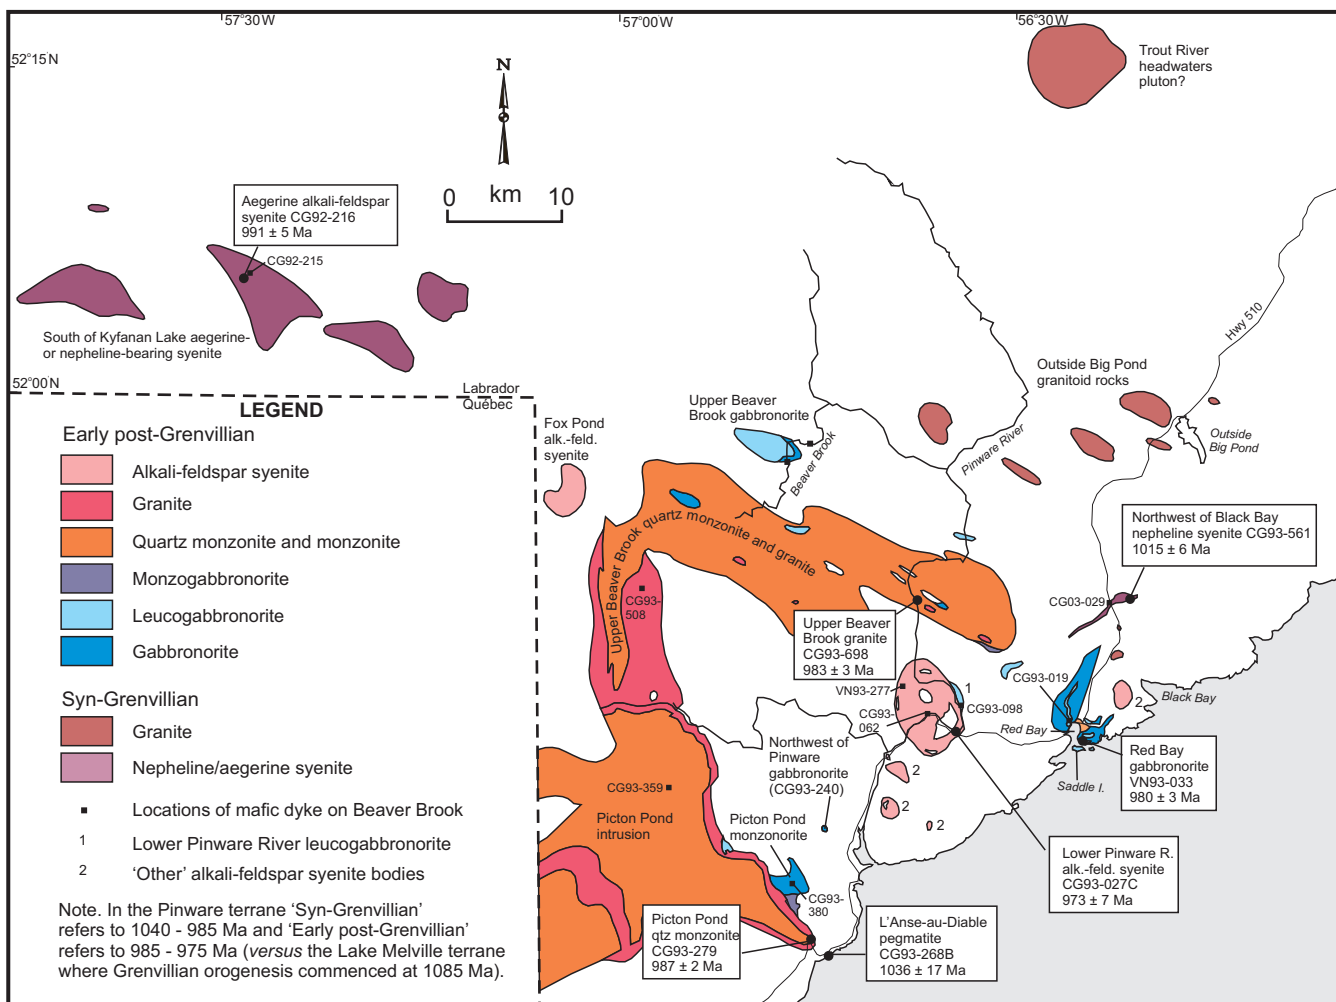 57°30'W
57°00'W
56°30'W
52°15'N
Trout River
headwaters
pluton?
N
0 km 10
Aegerine alkali-feldspar
syenite CG92-216
991 ± 5 Ma
CG92-215
South of Kyfanan Lake aegerine-
or nepheline-bearing syenite
Hwy 510
52°00'N
Labrador
Québec
Outside Big Pond
granitoid rocks
Outside
Big Pond
Pinware River
Upper Beaver
Brook gabbronorite
Beaver Brook
Fox Pond
alk.-feld.
syenite
LEGEND
Early post-Grenvillian
Alkali-feldspar syenite
Granite
Quartz monzonite and monzonite
Monzogabbronorite
Leucogabbronorite
Gabbronorite
Syn-Grenvillian
Granite
Nepheline/aegerine syenite
Locations of mafic dyke on Beaver Brook
1 Lower Pinware River leucogabbronorite
2 ‘Other’ alkali-feldspar syenite bodies
Note. In the Pinware terrane ‘Syn-Grenvillian’
refers to 1040 - 985 Ma and ‘Early post-Grenvillian’
refers to 985 - 975 Ma (versus the Lake Melville terrane
where Grenvillian orogenesis commenced at 1085 Ma).
Upper Beaver Brook quartz monzonite and granite
CG93-
508
Northwest of Black Bay
nepheline syenite CG93-561
1015 ± 6 Ma
CG03-029
Upper Beaver
Brook granite
CG93-698
983 ± 3 Ma
VN93-277
CG93-
062
1
CG93-098
CG93-019
2
Black Bay
Red Bay
Saddle I.
Red Bay
gabbronorite
VN93-033
980 ± 3 Ma
Northwest of
Pinware
gabbronorite
(CG93-240)
2
2
2
CG93-359
Picton Pond
intrusion
Picton Pond
monzonorite
CG93-
380
Lower Pinware R.
alk.-feld. syenite
CG93-027C
973 ± 7 Ma
Picton Pond
qtz monzonite
CG93-279
987 ± 2 Ma
L'Anse-au-Diable
pegmatite
CG93-268B
1036 ± 17 Ma